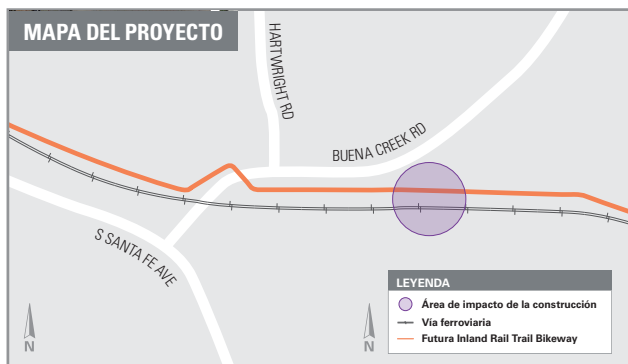 MAPA DEL PROYECTO
HARTWRIGHT RD
BUENA CREEK RD
S SANTA FE AVE
LEYENDA
Área de impacto de la construcción
Vía ferroviaria
Futura Inland Rail Trail Bikeway
N
N